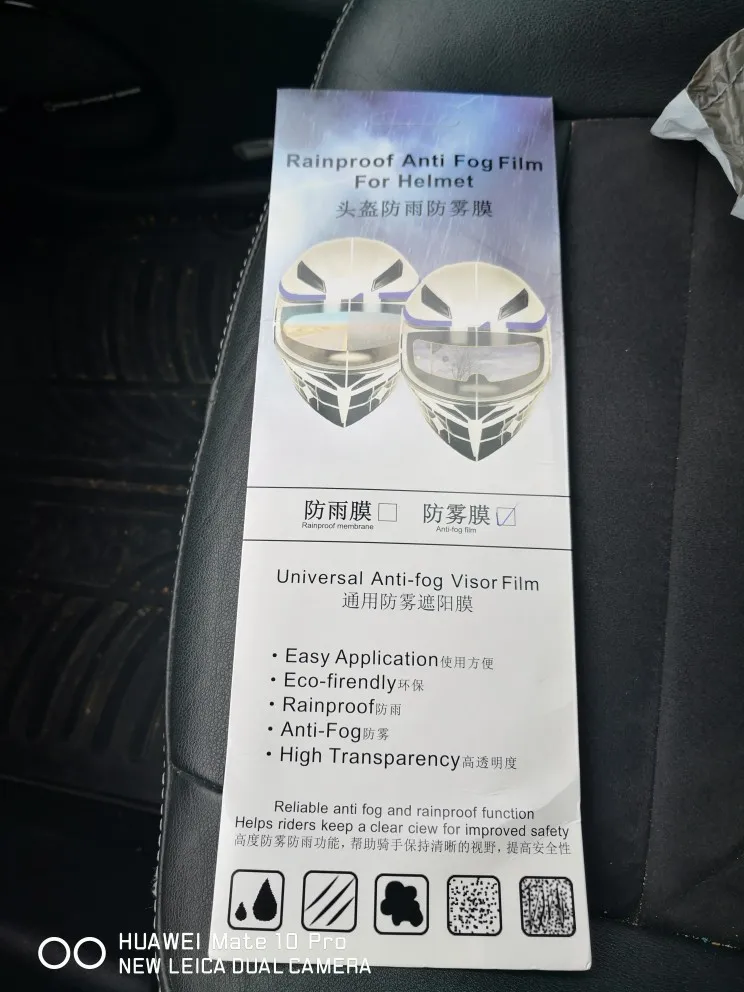 Rainproof Anti Fog Film
For Helmet
头盔防雨防雾膜
防雨膜 防雾膜
Rainproof membrane Anti-fog film
Universal Anti-fog Visor Film
通用防雾遮阳膜
• Easy Application使用方便
• Eco-firendly环保
• Rainproof防雨
• Anti-Fog防雾
• High Transparency高透明度
Reliable anti fog and rainproof function
Helps riders keep a clear ciew for improved safety
高度防雾防雨功能，帮助骑手保持清晰的视野，提高安全性
HUAWEI Mate 10 Pro
NEW LEICA DUAL CAMERA